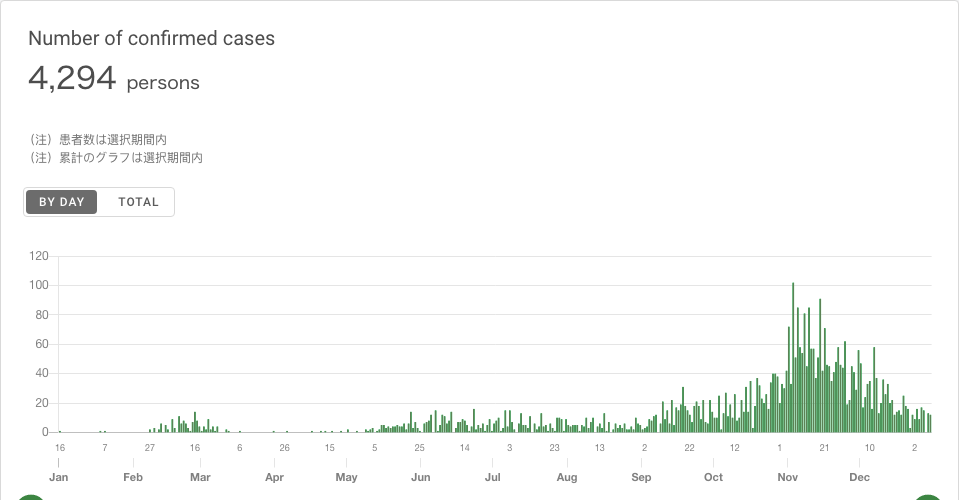 Number of confirmed cases
4,294 persons
（注）患者数は選択期間内
（注）累計のグラフは選択期間内
BY DAY TOTAL
120
100
80
60
40
20
0
16 7 27 16 6 26 15 5 25 14 3 23 13 2 22 12 1 21 10 2
Jan Feb Mar Apr May Jun Jul Aug Sep Oct Nov Dec